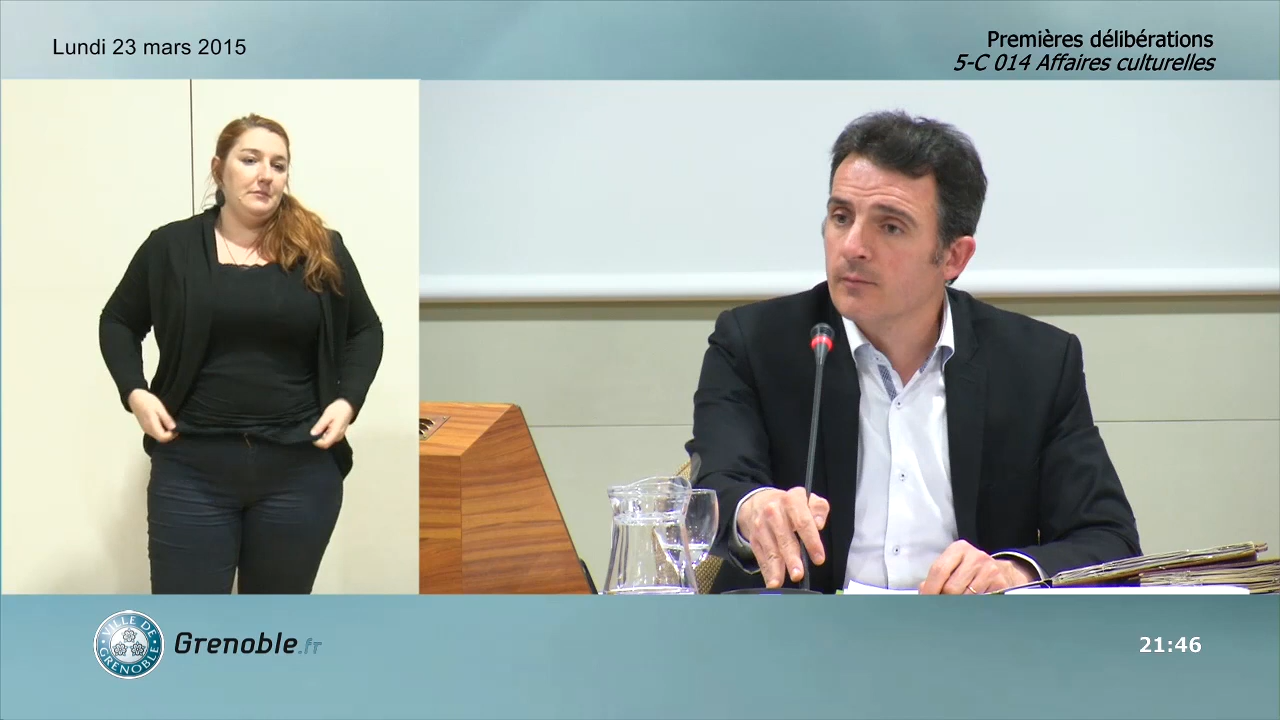 Lundi 23 mars 2015
Premières délibérations
5-C 014 Affaires culturelles
VILLE DE GRENOBLE
Grenoble.fr
21:46